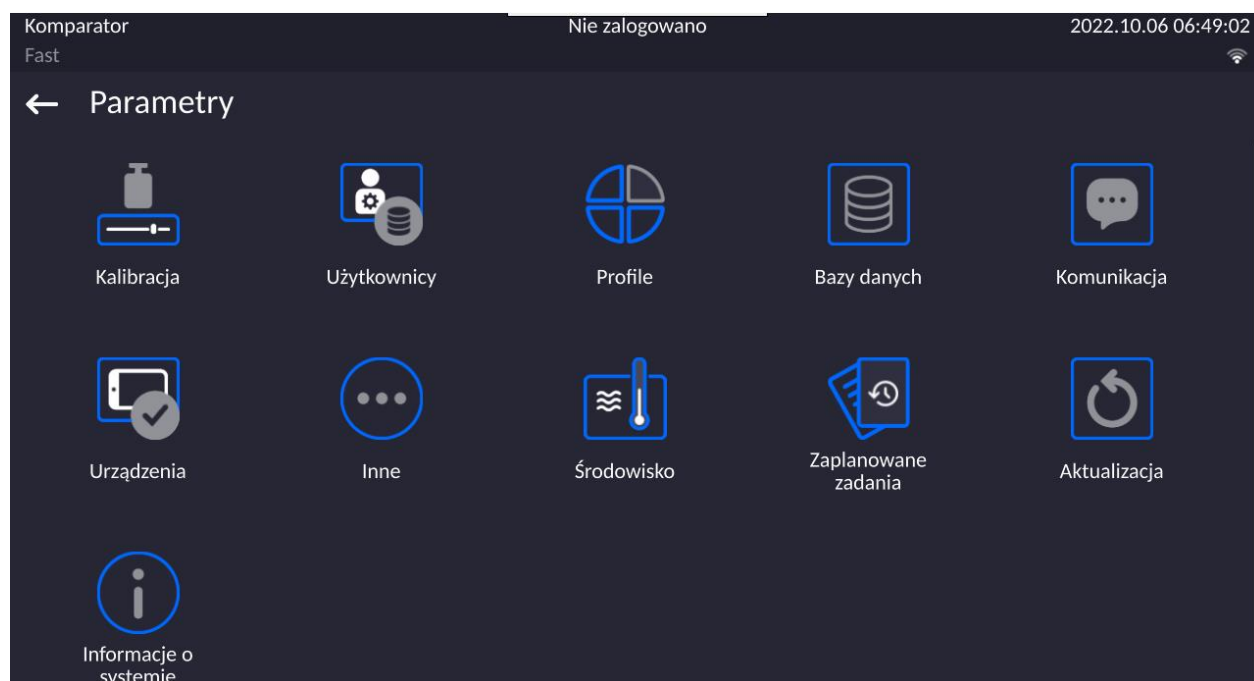 Komparator
Nie zalogowano
2022.10.06 06:49:02
Fast
Parametry
Kalibracja
Użytkownicy
Profile
Bazy danych
Komunikacja
Urządzenia
Inne
Środowisko
Zaplanowane
zadania
Aktualizacja
Informacje o
systemie